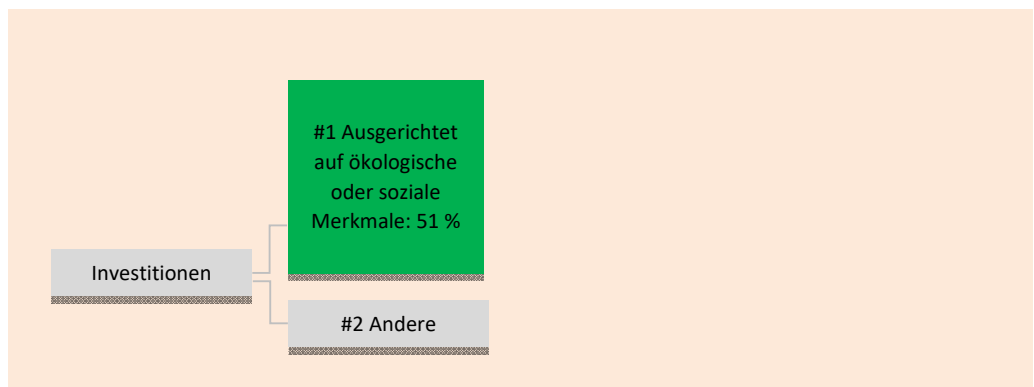 #1 Ausgerichtet
auf ökologische
oder soziale
Merkmale: 51 %
Investitionen
#2 Andere